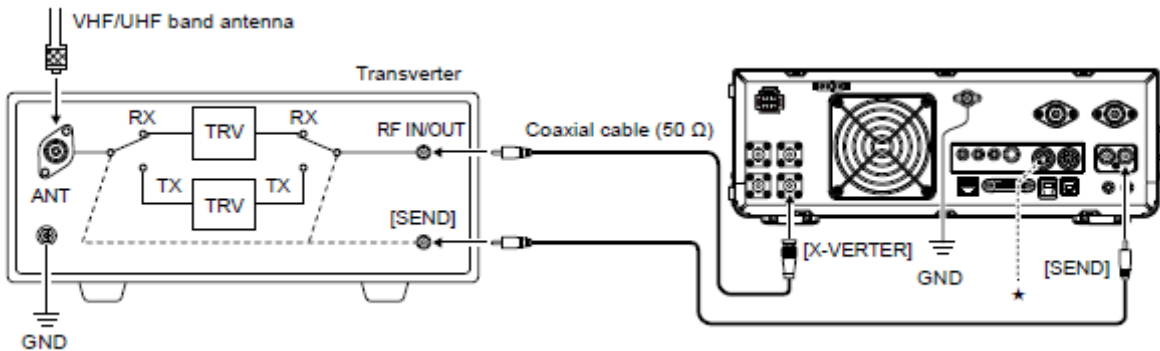 VHF/UHF band antenna
Transverter
RX
RX
TRV
RF IN/OUT
Coaxial cable (50 Ω)
TX
TX
TRV
ANT
[SEND]
[X-VERTER]
GND
[SEND]
★
GND